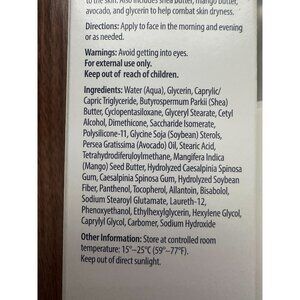 to the skin. Also includes shea butter, mango butter,
avocado, and glycerin to help combat skin dryness.
Directions: Apply to face in the morning and evening
or as needed.
Warnings: Avoid getting into eyes.
For external use only.
Keep out of reach of children.
Ingredients: Water (Aqua), Glycerin, Caprylic/
Capric Triglyceride, Butyrospermum Parkii (Shea)
Butter, Cyclopentasiloxane, Glyceryl Stearate, Cetyl
Alcohol, Dimethicone, Saccharide Isomerate,
Polysilicone-11, Glycine Soja (Soybean) Sterols,
Persea Gratissima (Avocado) Oil, Stearic Acid,
Tetrahydrodiferuloylmethane, Mangifera Indica
(Mango) Seed Butter, Hydrolyzed Caesalpinia Spinosa
Gum, Caesalpinia Spinosa Gum, Hydrolyzed Soybean
Fiber, Panthenol, Tocopherol, Allantoin, Bisabolol,
Sodium Stearoyl Glutamate, Laureth-12,
Phenoxyethanol, Ethylhexylglycerin, Hexylene Glycol,
Caprylyl Glycol, Carbomer, Sodium Hydroxide
Other Information: Store at controlled room
temperature: 15°–25°C (59°–77°F).
Keep out of direct sunlight.